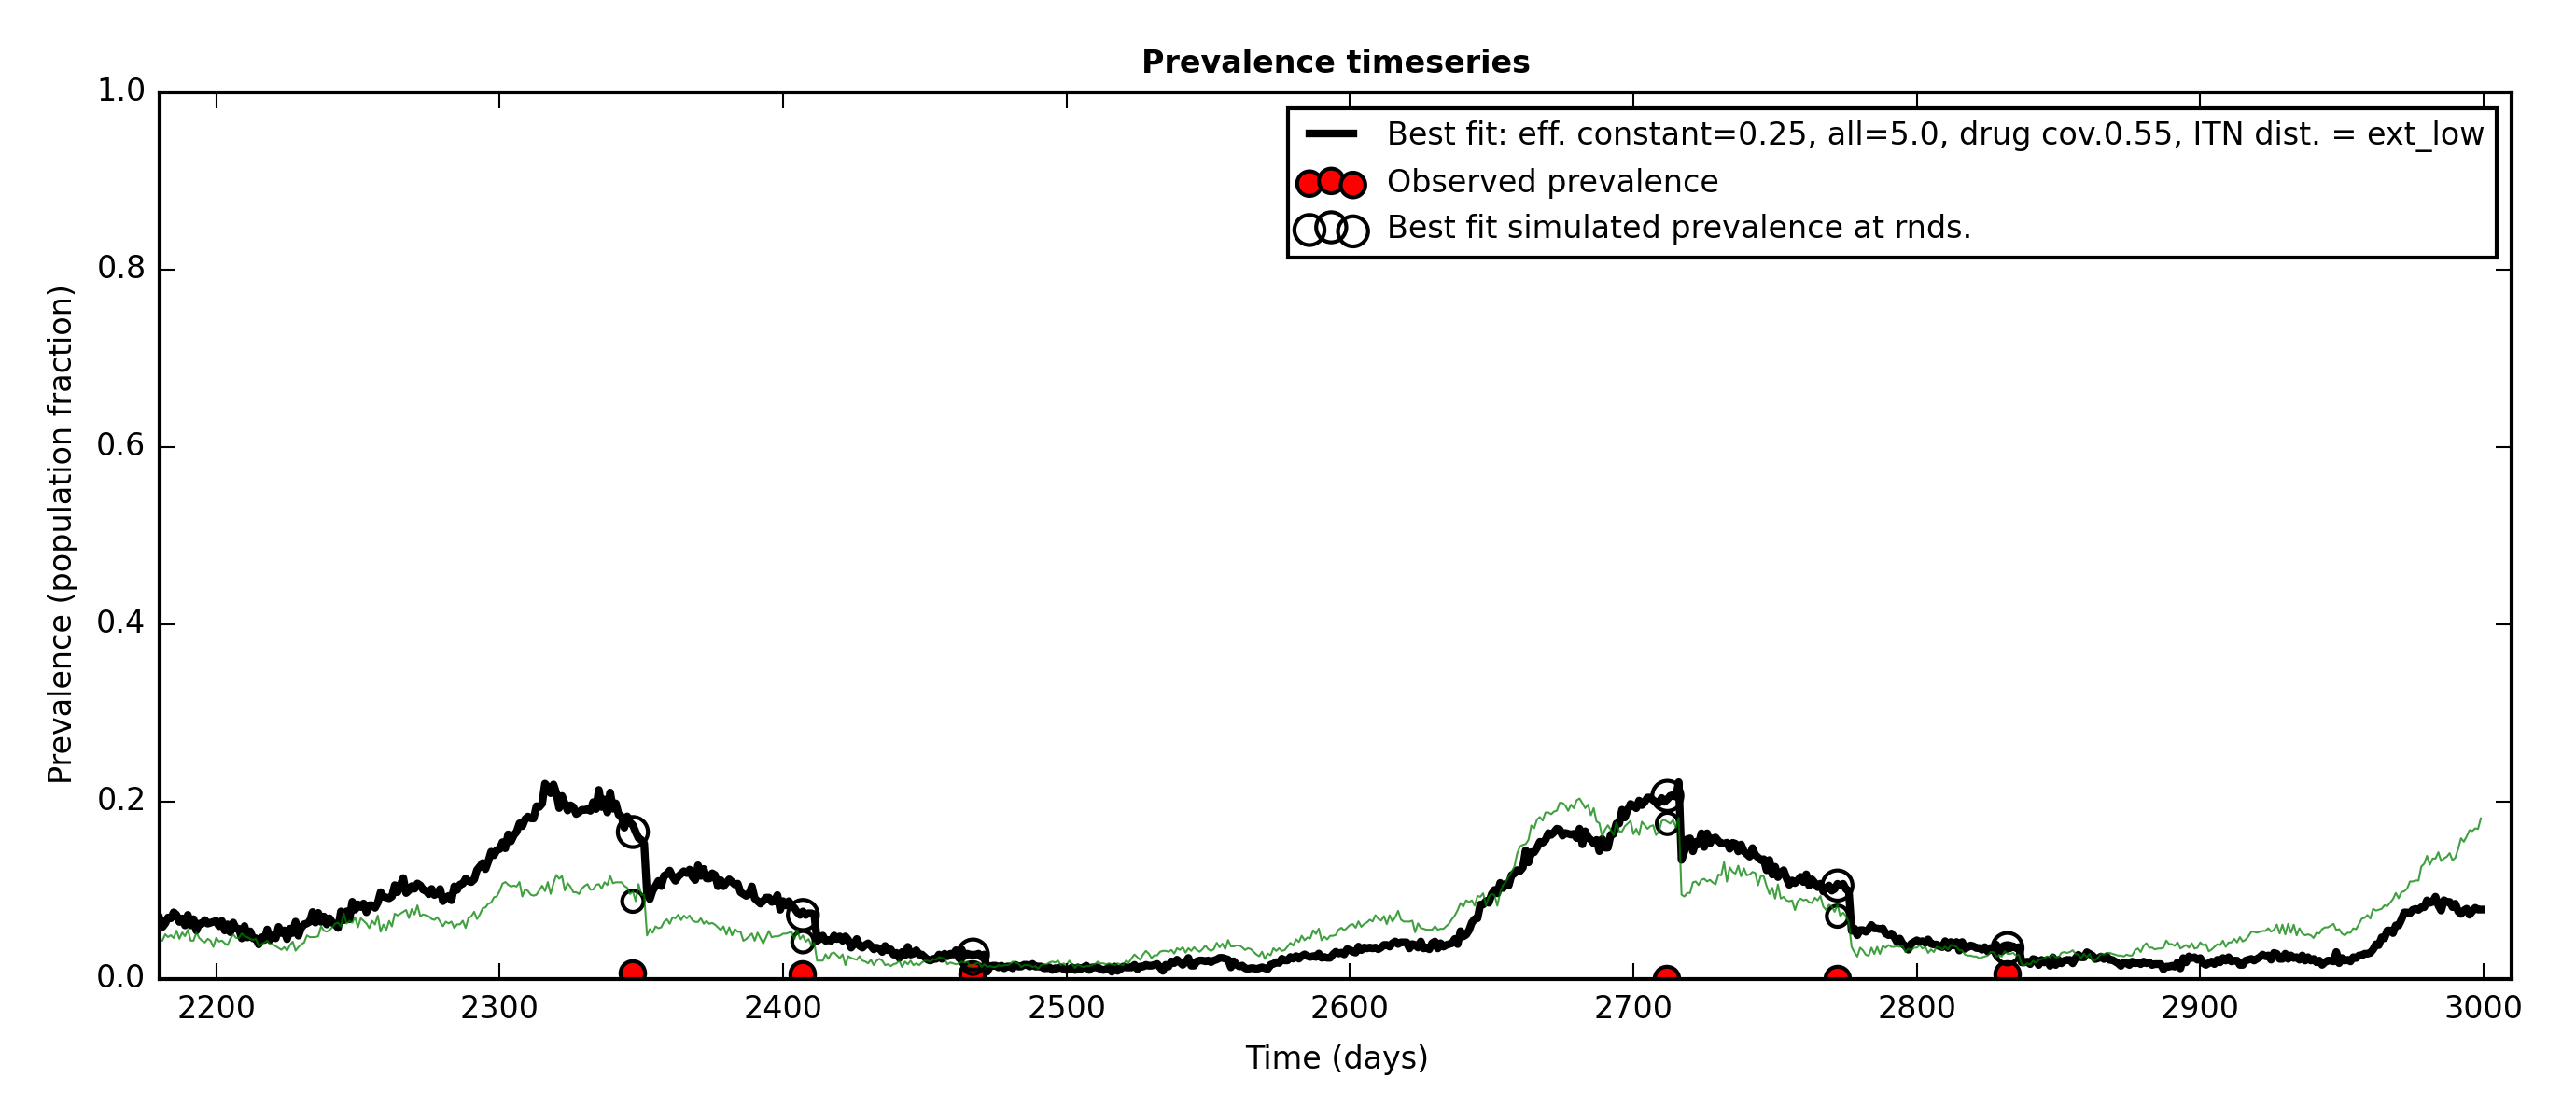 Prevalence timeseries
1.0
0.8
0.6
0.4
0.2
0.0
Prevalence (population fraction)
Best fit: eff. constant=0.25, all=5.0, drug cov.0.55, ITN dist. = ext_low
Observed prevalence
Best fit simulated prevalence at rnds.
2200 2300 2400 2500 2600 2700 2800 2900 3000
Time (days)